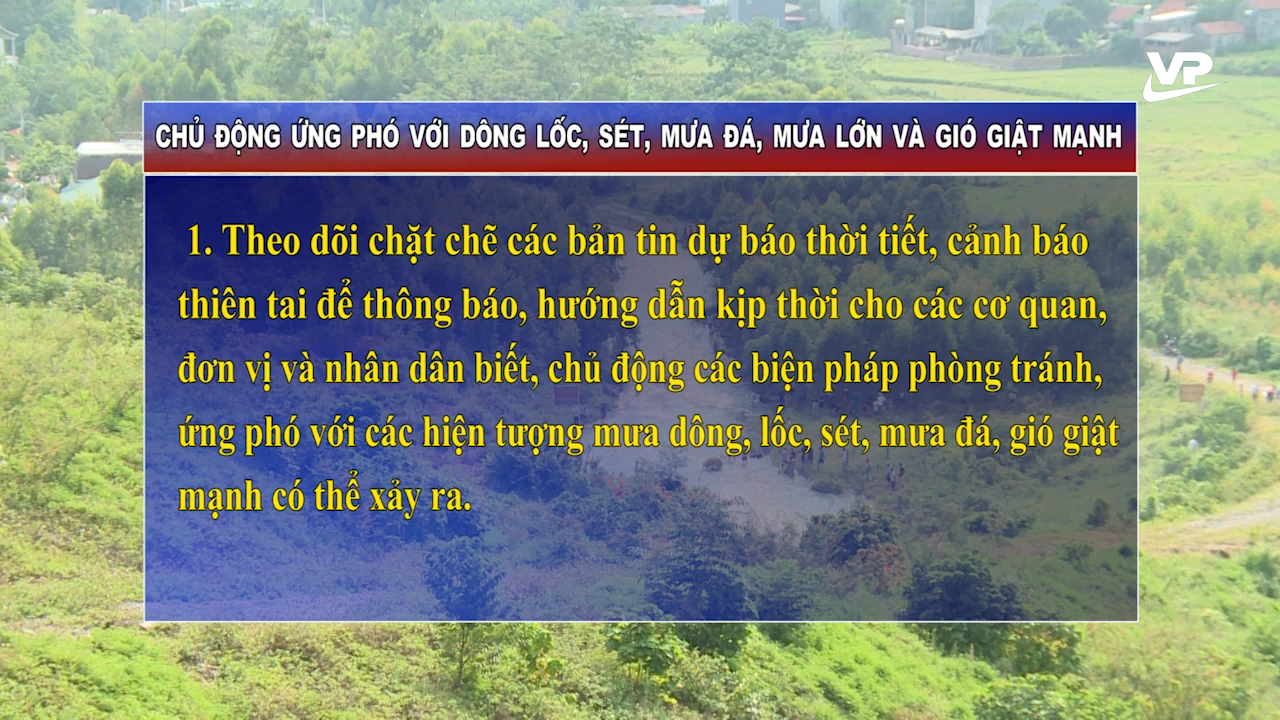 VP
CHỦ ĐỘNG ỨNG PHÓ VỚI DÔNG LỐC, SÉT, MƯA ĐÁ, MƯA LỚN VÀ GIÓ GIẬT MẠNH
1. Theo dõi chặt chẽ các bản tin dự báo thời tiết, cảnh báo
thiên tai để thông báo, hướng dẫn kịp thời cho các cơ quan,
đơn vị và nhân dân biết, chủ động các biện pháp phòng tránh,
ứng phó với các hiện tượng mưa dông, lốc, sét, mưa đá, gió giật
mạnh có thể xảy ra.